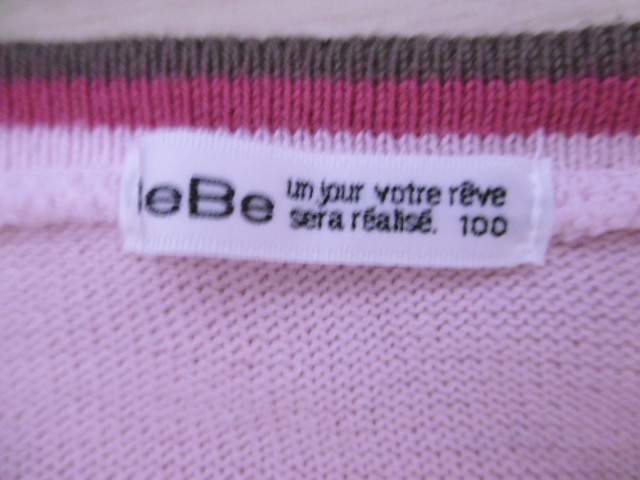 eBe
un jour votre rêve
sera réalisé. 100